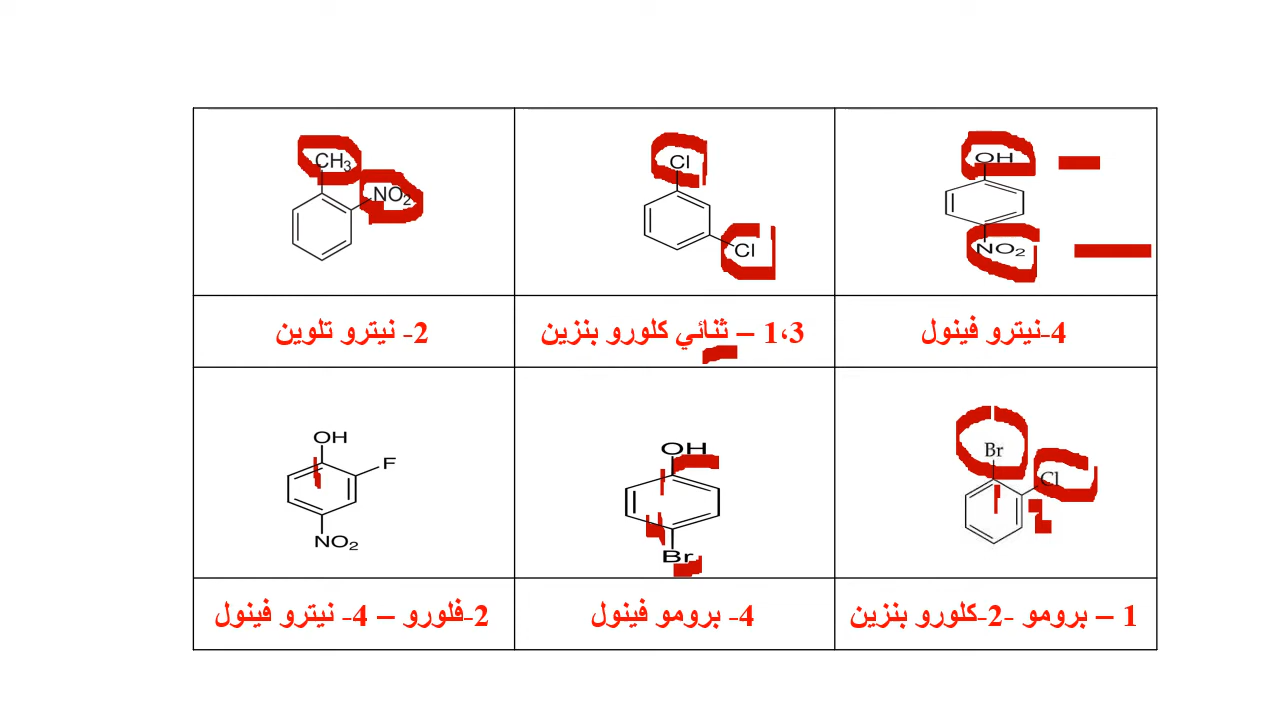 OH
NO2
Cl
Cl
CH3
NO2
4-نيترو فينول
1،3 – ثنائي كلورو بنزين
2- نيترو تلوين
Br
Cl
OH
Br
OH
F
NO2
1 – برومو -2-كلورو بنزين
4- برومو فينول
2-فلورو – 4- نيترو فينول